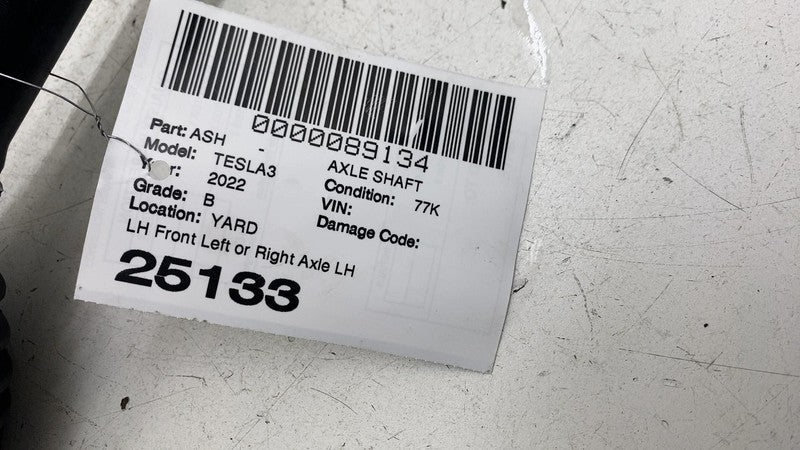 0000089134
Part: ASH - AXLE SHAFT
Model: TESLA3 Condition: 77K
2022 VIN:
Grade: B Damage Code:
Location: YARD
LH Front Left or Right Axle LH
25133